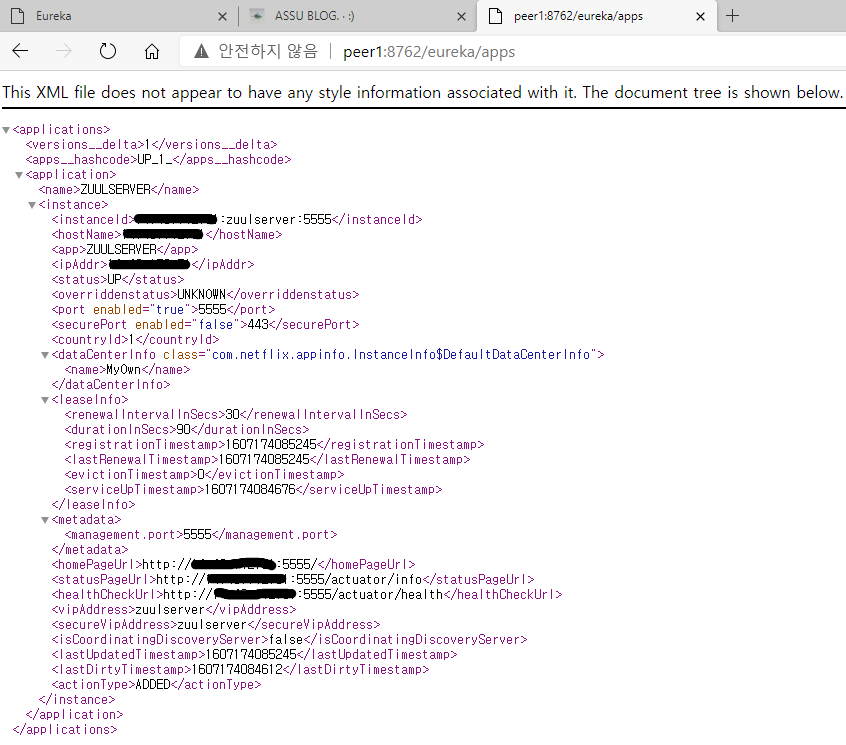 Eureka
ASSU BLOG. · :)
peer1:8762/eureka/apps
안전하지 않음 peer1:8762/eureka/apps
This XML file does not appear to have any style information associated with it. The document tree is shown below.
<applications>
<versions__delta>1</versions__delta>
<apps__hashcode>UP_1_</apps__hashcode>
<application>
<name>ZUULSERVER</name>
<instance>
<instanceId>:zuulserver:5555</instanceId>
<hostName></hostName>
<app>ZUULSERVER</app>
<ipAddr></ipAddr>
<status>UP</status>
<overriddenstatus>UNKNOWN</overriddenstatus>
<port enabled="true">5555</port>
<securePort enabled="false">443</securePort>
<countryId>1</countryId>
<dataCenterInfo class="com.netflix.appinfo.InstanceInfo$DefaultDataCenterInfo">
<name>MyOwn</name>
</dataCenterInfo>
<leaseInfo>
<renewalIntervalInSecs>30</renewalIntervalInSecs>
<durationInSecs>90</durationInSecs>
<registrationTimestamp>1607174085245</registrationTimestamp>
<lastRenewalTimestamp>1607174085245</lastRenewalTimestamp>
<evictionTimestamp>0</evictionTimestamp>
<serviceUpTimestamp>1607174084676</serviceUpTimestamp>
</leaseInfo>
<metadata>
<management.port>5555</management.port>
</metadata>
<homePageUrl>http://:5555/</homePageUrl>
<statusPageUrl>http://:5555/actuator/info</statusPageUrl>
<healthCheckUrl>http://:5555/actuator/health</healthCheckUrl>
<vipAddress>zuulserver</vipAddress>
<secureVipAddress>zuulserver</secureVipAddress>
<isCoordinatingDiscoveryServer>false</isCoordinatingDiscoveryServer>
<lastUpdatedTimestamp>1607174085245</lastUpdatedTimestamp>
<lastDirtyTimestamp>1607174084612</lastDirtyTimestamp>
<actionType>ADDED</actionType>
</instance>
</application>
</applications>